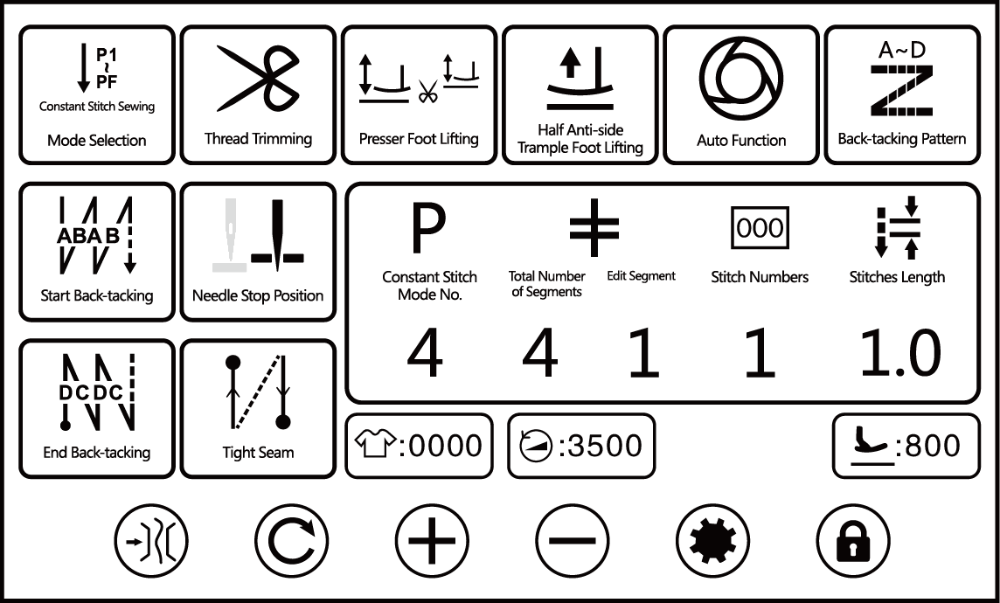 P1
~
PF
Constant Stitch Sewing
Mode Selection
Thread Trimming
Presser Foot Lifting
Half Anti-side
Trample Foot Lifting
Auto Function
A~D
Back-tacking Pattern
ABAB
Start Back-tacking
Needle Stop Position
P
Constant Stitch
Mode No.
Total Number
of Segments
Edit Segment
000
Stitch Numbers
Stitches Length
4
4
1
1
1.0
DCDC
End Back-tacking
Tight Seam
:0000
:3500
:800